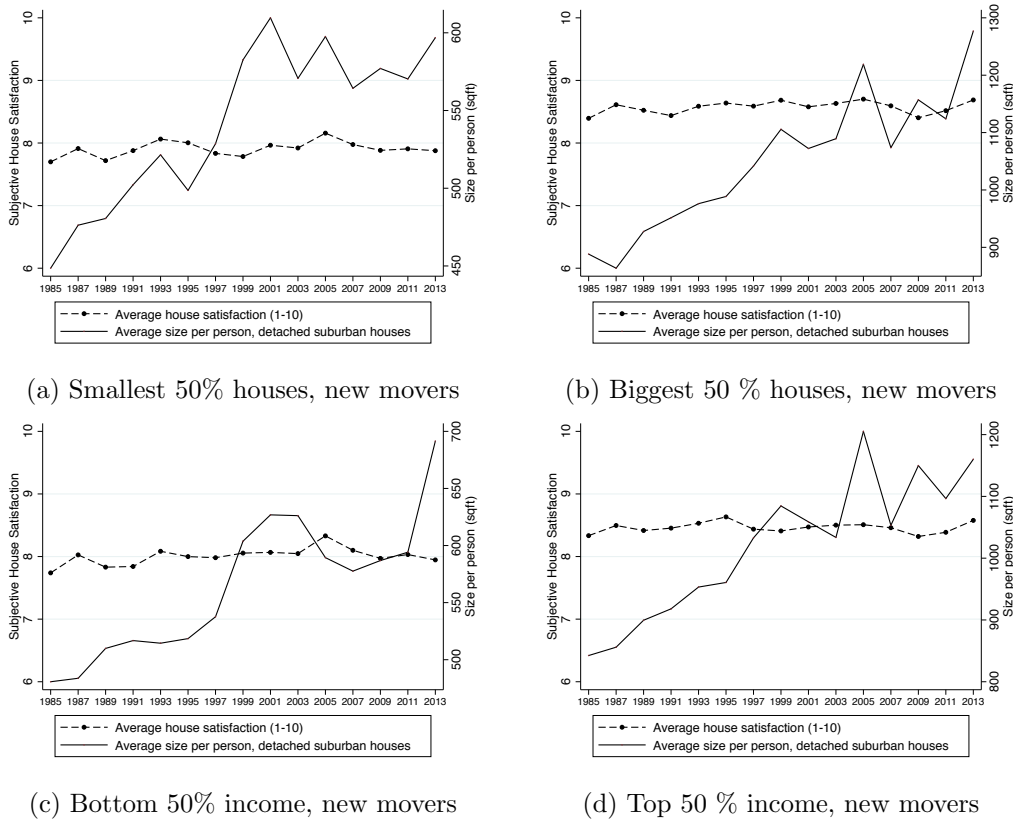 10
9
8
7
6
Subjective House Satisfaction
600
550
500
450
Size per person (sqft)
1985 1987 1989 1991 1993 1995 1997 1999 2001 2003 2005 2007 2009 2011 2013
Average house satisfaction (1-10)
Average size per person, detached suburban houses
(a) Smallest 50% houses, new movers
10
9
8
7
6
Subjective House Satisfaction
1300
1200
1100
1000
900
Size per person (sqft)
1985 1987 1989 1991 1993 1995 1997 1999 2001 2003 2005 2007 2009 2011 2013
Average house satisfaction (1-10)
Average size per person, detached suburban houses
(b) Biggest 50 % houses, new movers
10
9
8
7
6
Subjective House Satisfaction
700
650
600
550
500
Size per person (sqft)
1985 1987 1989 1991 1993 1995 1997 1999 2001 2003 2005 2007 2009 2011 2013
Average house satisfaction (1-10)
Average size per person, detached suburban houses
(c) Bottom 50% income, new movers
10
9
8
7
6
Subjective House Satisfaction
1200
1100
1000
900
800
Size per person (sqft)
1985 1987 1989 1991 1993 1995 1997 1999 2001 2003 2005 2007 2009 2011 2013
Average house satisfaction (1-10)
Average size per person, detached suburban houses
(d) Top 50 % income, new movers